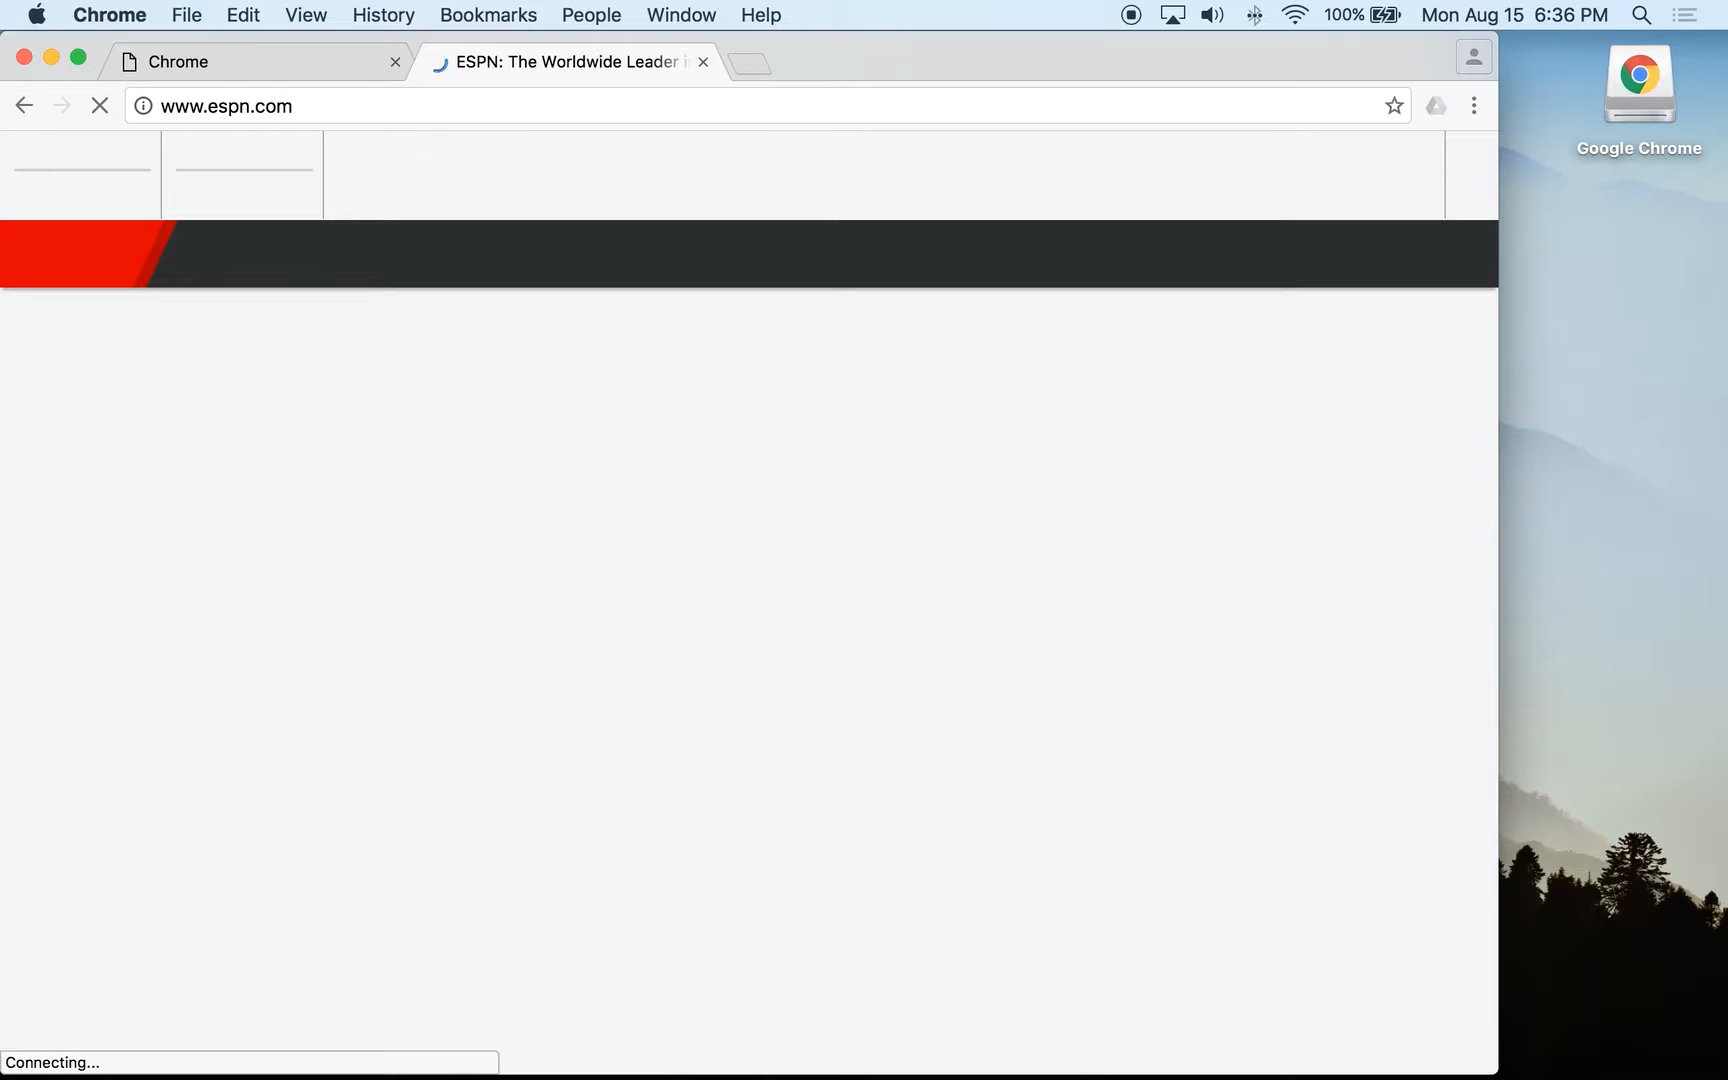 Chrome File Edit View History Bookmarks People Window Help 100% Mon Aug 15 6:36 PM
Chrome ESPN: The Worldwide Leader i
www.espn.com
Google Chrome
Connecting...